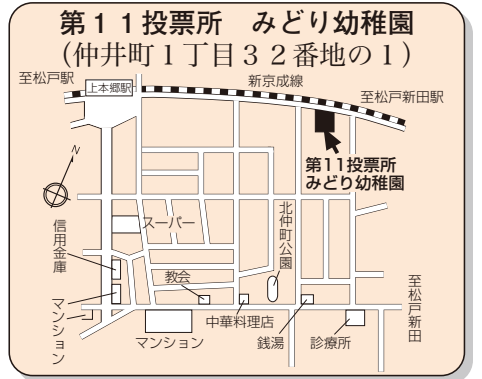 第１１投票所　みどり幼稚園
（仲井町１丁目３２番地の１）
至松戸駅
上本郷駅
新京成線
至松戸新田駅
第11投票所
みどり幼稚園
N
信用金庫
スーパー
北仲町公園
教会
マンション
マンション
中華料理店
銭湯
診療所
至松戸新田